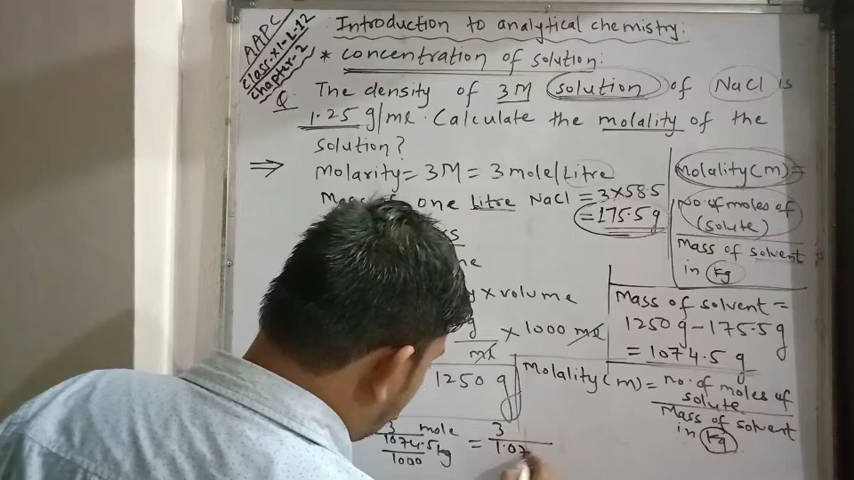 AAPC
Class-XI-L-12
chapter-2
Introduction to analytical chemistry:
* concentration of solution:
Q. The density of 3M solution of NaCl is
1.25 g/ml. Calculate the molality of the
solution?
⇒ Molarity = 3M = 3 mole/Litre
one litre NaCl = 3×58.5
= 175.5 g
Molality(m) =
No. of moles of
(solute)
Mass of solvent
in kg
× volume
g
ml × 1000 ml
1250 g
Mass of solvent =
1250 g - 175.5 g
= 1074.5 g
Molality(m) = no. of moles of
solute
Mass of solvent
in kg
3 mole
1074.5 kg
1000
= 3
1.07